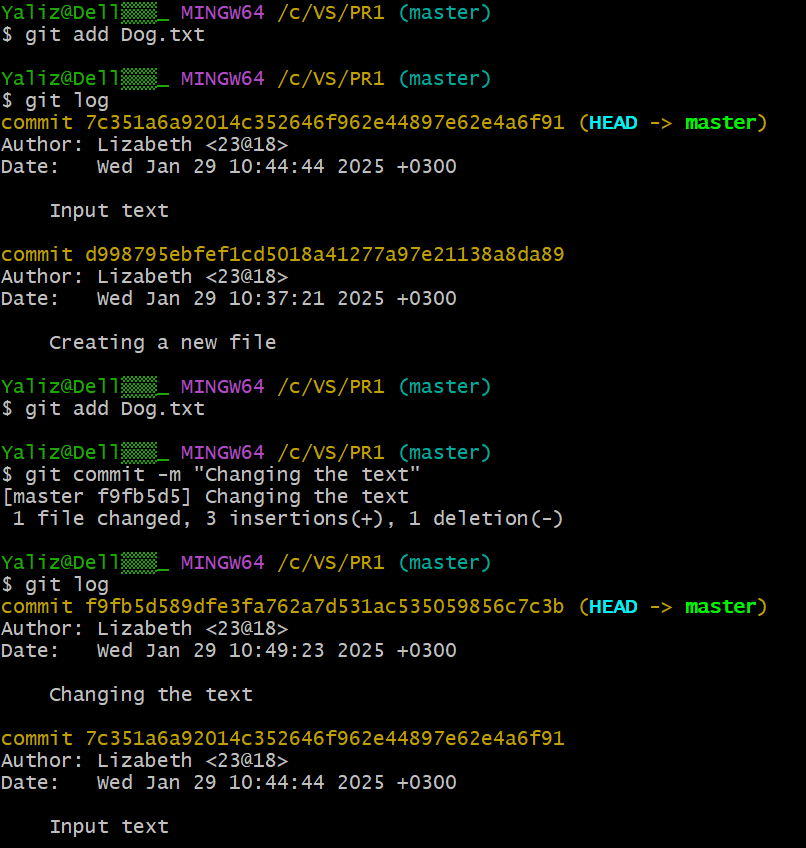 Yaliz@Dell▒▒▒_ MINGW64 /c/VS/PR1 (master)
$ git add Dog.txt
Yaliz@Dell▒▒▒_ MINGW64 /c/VS/PR1 (master)
$ git log
commit 7c351a6a92014c352646f962e44897e62e4a6f91 (HEAD -> master)
Author: Lizabeth <23@18>
Date:   Wed Jan 29 10:44:44 2025 +0300
    Input text
commit d998795ebfef1cd5018a41277a97e21138a8da89
Author: Lizabeth <23@18>
Date:   Wed Jan 29 10:37:21 2025 +0300
    Creating a new file
Yaliz@Dell▒▒▒_ MINGW64 /c/VS/PR1 (master)
$ git add Dog.txt
Yaliz@Dell▒▒▒_ MINGW64 /c/VS/PR1 (master)
$ git commit -m "Changing the text"
[master f9fb5d5] Changing the text
 1 file changed, 3 insertions(+), 1 deletion(-)
Yaliz@Dell▒▒▒_ MINGW64 /c/VS/PR1 (master)
$ git log
commit f9fb5d589dfe3fa762a7d531ac535059856c7c3b (HEAD -> master)
Author: Lizabeth <23@18>
Date:   Wed Jan 29 10:49:23 2025 +0300
    Changing the text
commit 7c351a6a92014c352646f962e44897e62e4a6f91
Author: Lizabeth <23@18>
Date:   Wed Jan 29 10:44:44 2025 +0300
    Input text